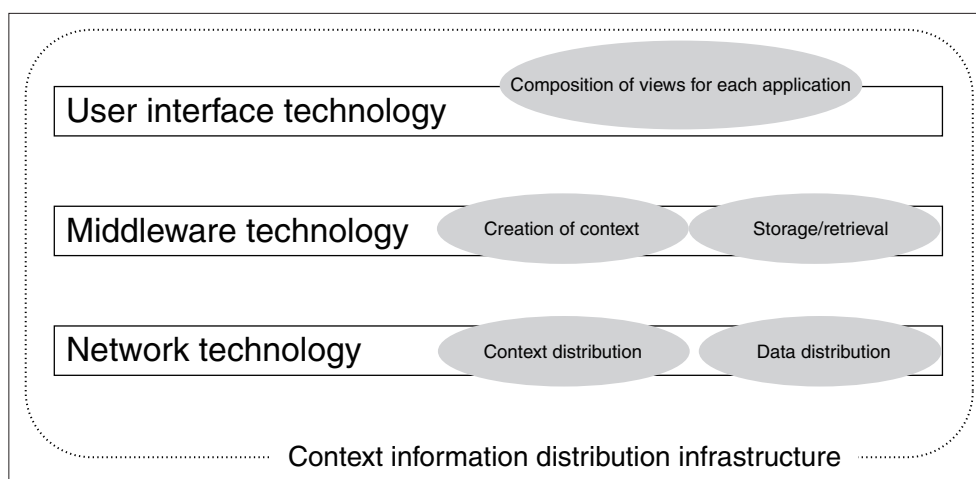 Composition of views for each application
User interface technology
Middleware technology
Creation of context
Storage/retrieval
Network technology
Context distribution
Data distribution
Context information distribution infrastructure